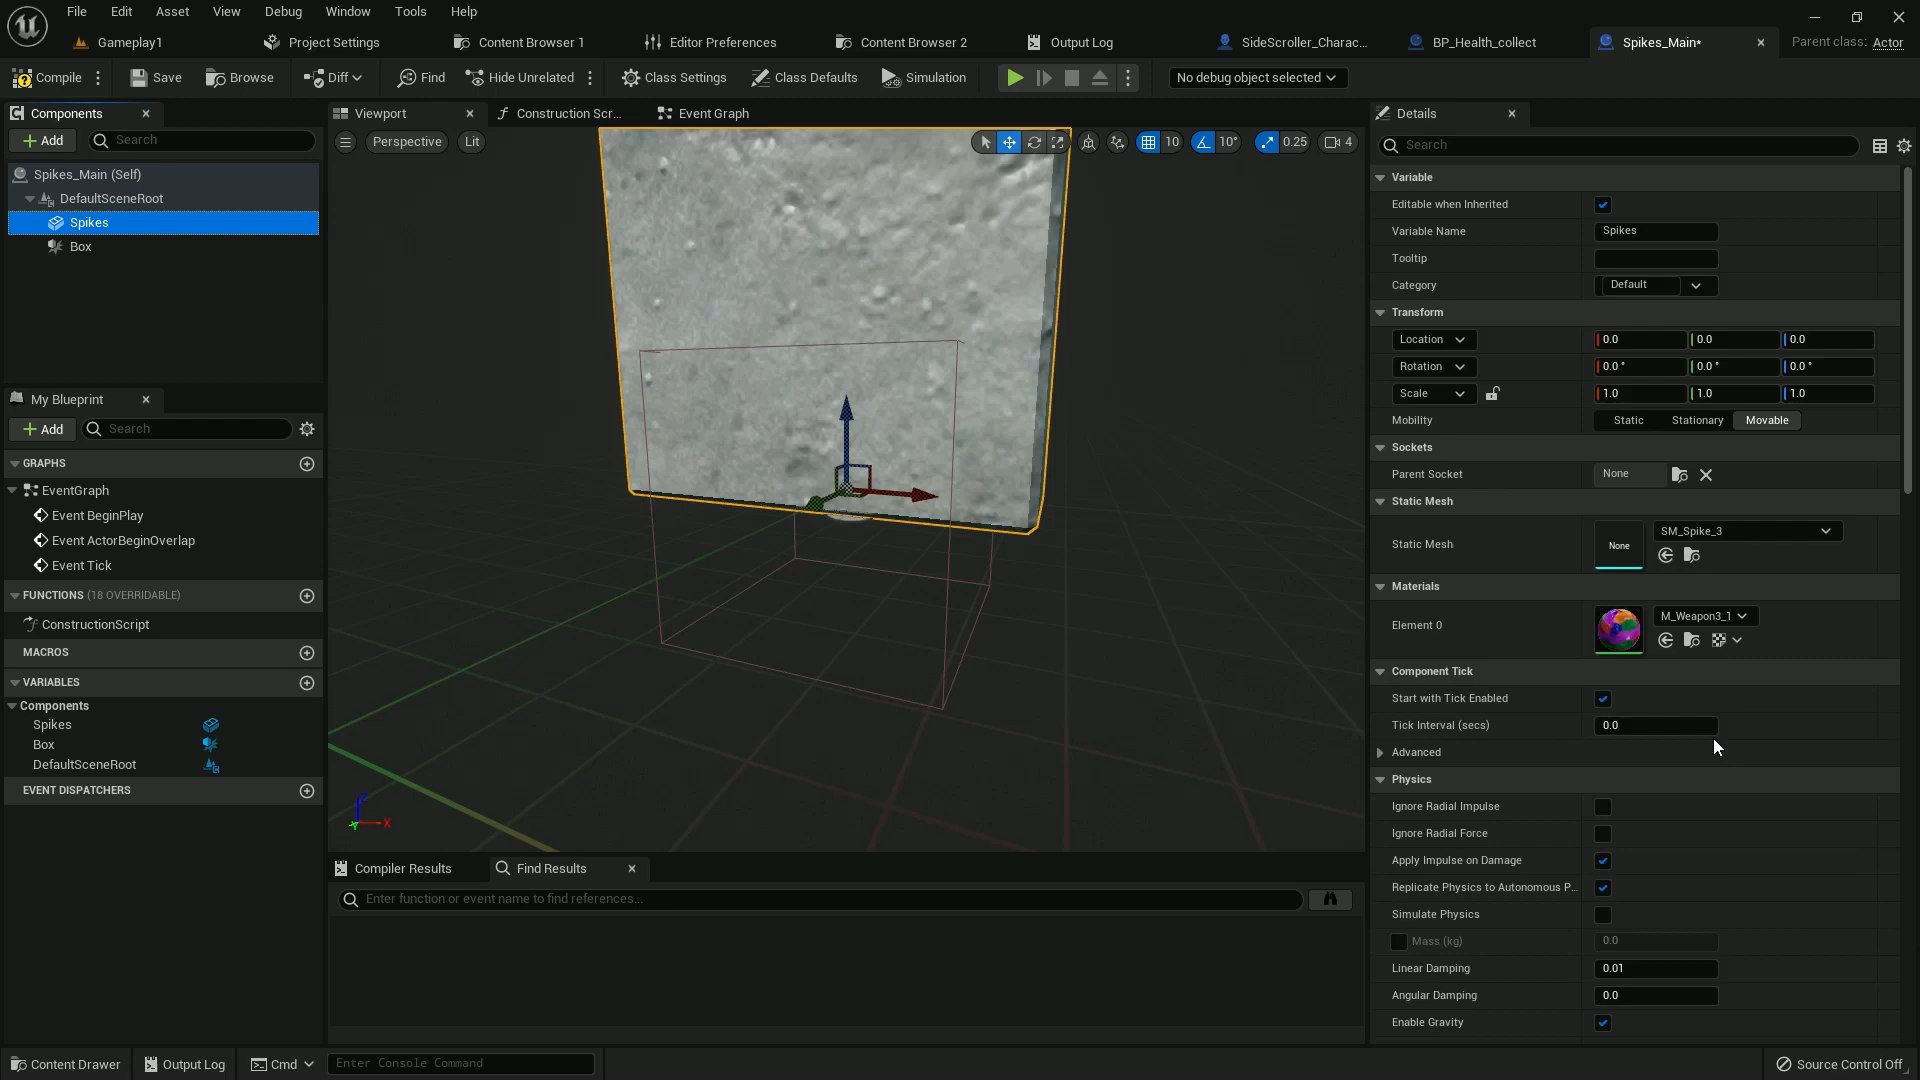 File Edit Asset View Debug Window Tools Help
Gameplay1 Project Settings Content Browser 1 Editor Preferences Content Browser 2 Output Log SideScroller_Charac... BP_Health_collect Spikes_Main* Parent class: Actor
Compile Save Browse Diff Find Hide Unrelated Class Settings Class Defaults Simulation No debug object selected
Components
Add Search
Spikes_Main (Self)
DefaultSceneRoot
Spikes
Box
My Blueprint
Add Search
GRAPHS
EventGraph
Event BeginPlay
Event ActorBeginOverlap
Event Tick
FUNCTIONS (18 OVERRIDABLE)
ConstructionScript
MACROS
VARIABLES
Components
Spikes
Box
DefaultSceneRoot
EVENT DISPATCHERS
Viewport Construction Scr... Event Graph
Perspective Lit 10 10° 0.25 4
X
Compiler Results Find Results
Enter function or event name to find references...
Details
Search
Variable
Editable when Inherited
Variable Name Spikes
Tooltip
Category Default
Transform
Location 0.0 0.0 0.0
Rotation 0.0 ° 0.0 ° 0.0 °
Scale 1.0 1.0 1.0
Mobility Static Stationary Movable
Sockets
Parent Socket None
Static Mesh
Static Mesh None SM_Spike_3
Materials
Element 0 M_Weapon3_1
Component Tick
Start with Tick Enabled
Tick Interval (secs) 0.0
Advanced
Physics
Ignore Radial Impulse
Ignore Radial Force
Apply Impulse on Damage
Replicate Physics to Autonomous P...
Simulate Physics
Mass (kg) 0.0
Linear Damping 0.01
Angular Damping 0.0
Enable Gravity
Content Drawer Output Log Cmd Enter Console Command Source Control Off